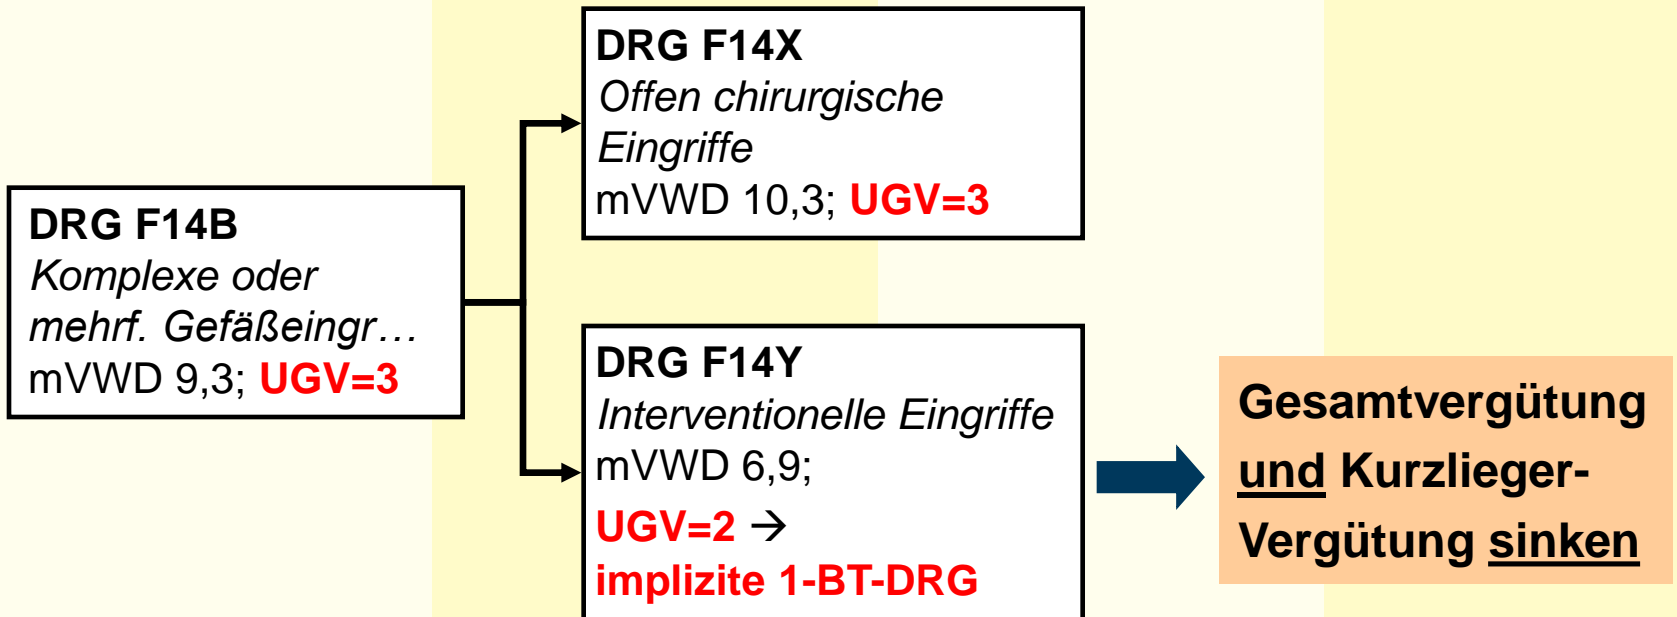 DRG F14B
Komplexe oder
mehrf. Gefäßeingr…
mVWD 9,3; UGV=3
DRG F14X
Offen chirurgische
Eingriffe
mVWD 10,3; UGV=3
DRG F14Y
Interventionelle Eingriffe
mVWD 6,9;
UGV=2 →
implizite 1-BT-DRG
Gesamtvergütung
und Kurzlieger-
Vergütung sinken